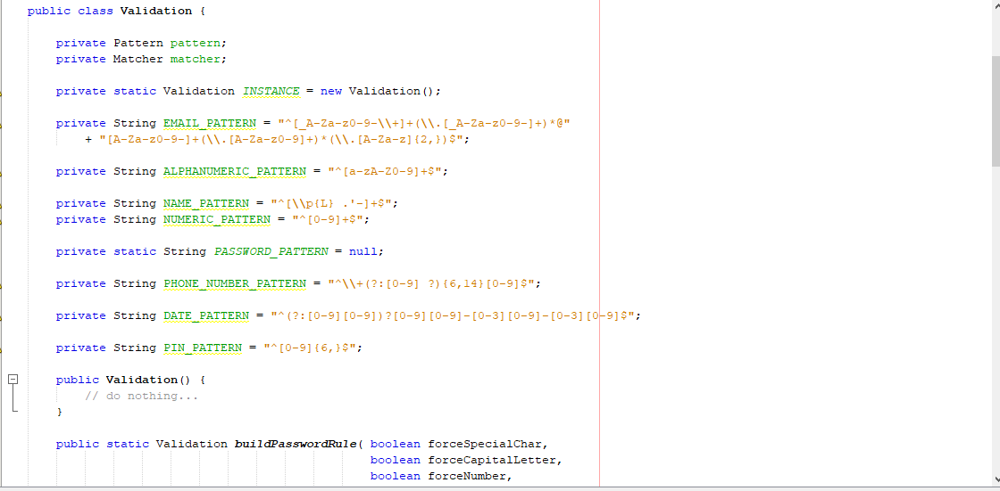 public class Validation {
private Pattern pattern;
private Matcher matcher;
private static Validation INSTANCE = new Validation();
private String EMAIL_PATTERN = "^[_A-Za-z0-9-\\+]+(\\.[_A-Za-z0-9-]+)*@"
+ "[A-Za-z0-9-]+(\\.[A-Za-z0-9]+)*(\\.[A-Za-z]{2,})$";
private String ALPHANUMERIC_PATTERN = "^[a-zA-Z0-9]+$";
private String NAME_PATTERN = "^[\\p{L} .'-]+$";
private String NUMERIC_PATTERN = "^[0-9]+$";
private static String PASSWORD_PATTERN = null;
private String PHONE_NUMBER_PATTERN = "^\\+(?:[0-9] ?){6,14}[0-9]$";
private String DATE_PATTERN = "^(?:[0-9][0-9])?[0-9][0-9]-[0-3][0-9]-[0-3][0-9]$";
private String PIN_PATTERN = "^[0-9]{6,}$";
public Validation() {
// do nothing...
}
public static Validation buildPasswordRule( boolean forceSpecialChar,
boolean forceCapitalLetter,
boolean forceNumber,